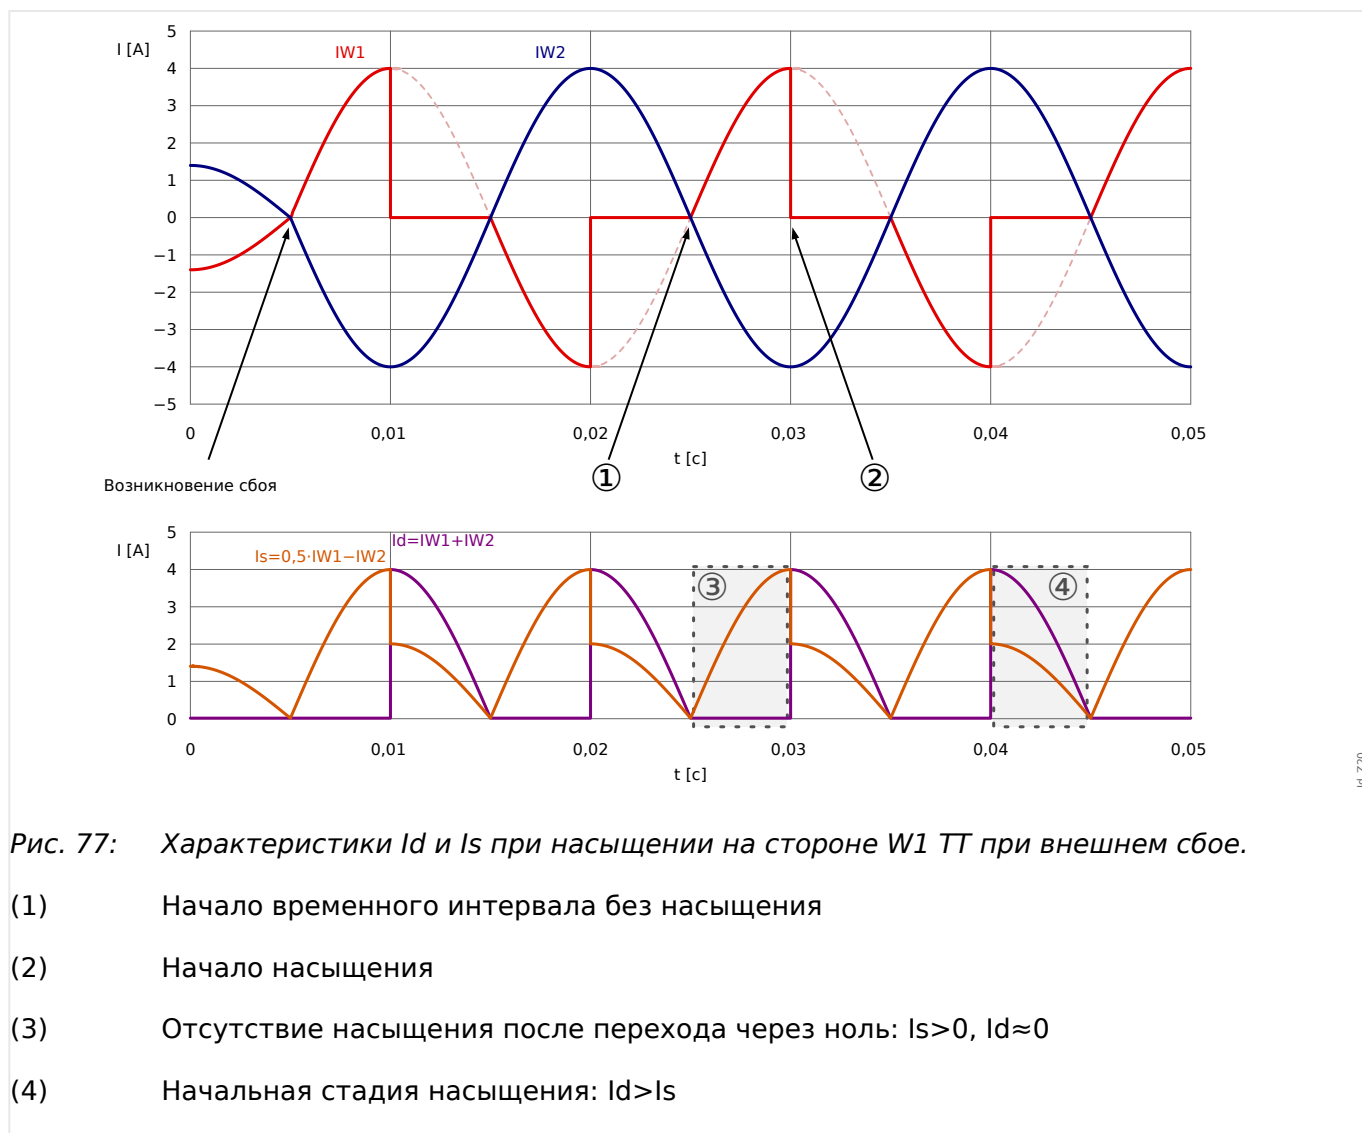 I [A]
5
4
3
2
1
0
−1
−2
−3
−4
−5
IW1
IW2
0
0,01
0,02
0,03
0,04
0,05
t [c]
Возникновение сбоя
①
②
I [A]
5
4
3
2
1
0
Is=0,5·IW1−IW2
Id=IW1+IW2
③
④
0
0,01
0,02
0,03
0,04
0,05
t [c]
Рис. 77: Характеристики Id и Is при насыщении на стороне W1 ТТ при внешнем сбое.
(1) Начало временного интервала без насыщения
(2) Начало насыщения
(3) Отсутствие насыщения после перехода через ноль: Is>0, Id≈0
(4) Начальная стадия насыщения: Id>Is